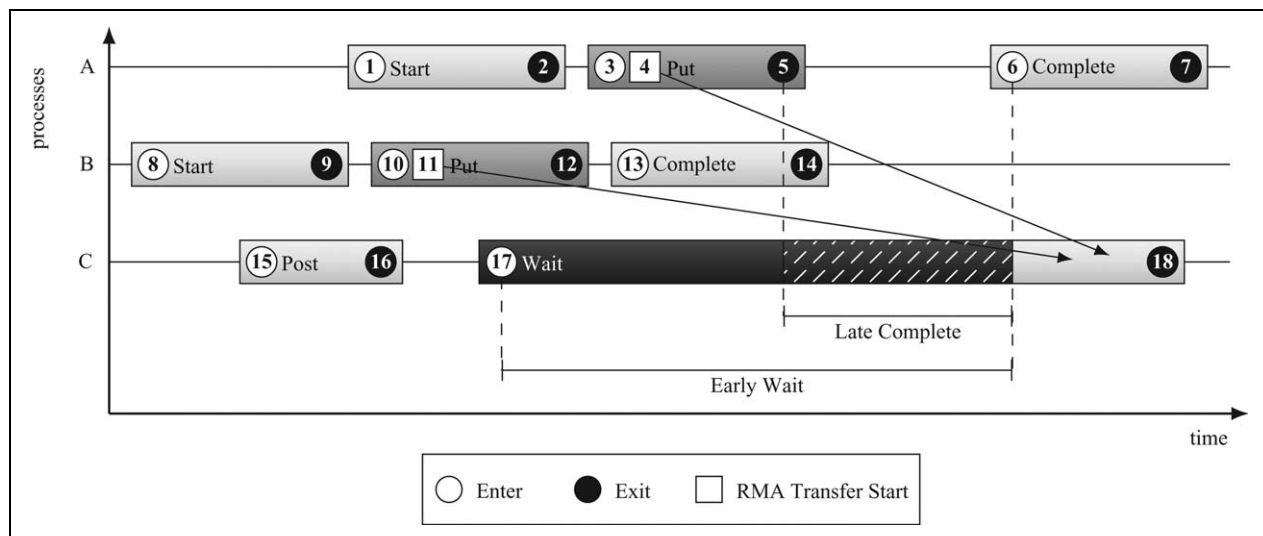 processes
A
1 Start 2 3 4 Put 5 6 Complete 7
B
8 Start 9 10 11 Put 12 13 Complete 14
C
15 Post 16 17 Wait 18
Late Complete
Early Wait
time
Enter Exit RMA Transfer Start